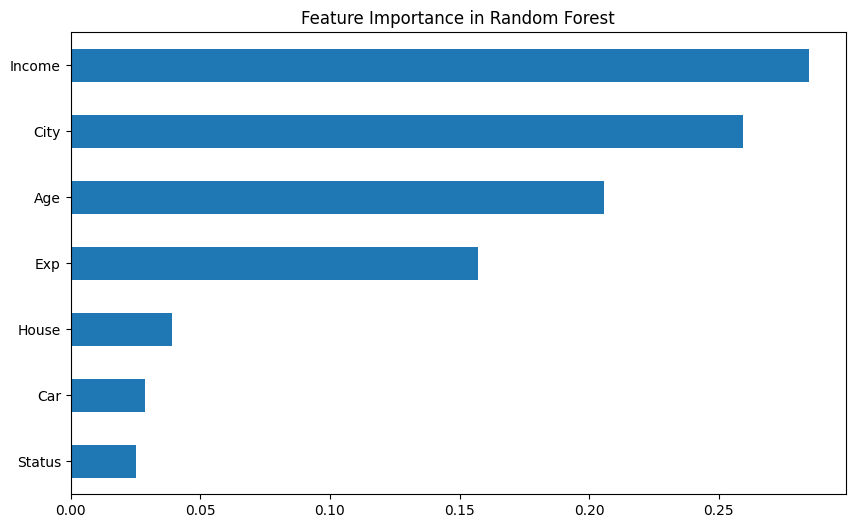 Feature Importance in Random Forest
Income
City
Age
Exp
House
Car
Status
0.00 0.05 0.10 0.15 0.20 0.25